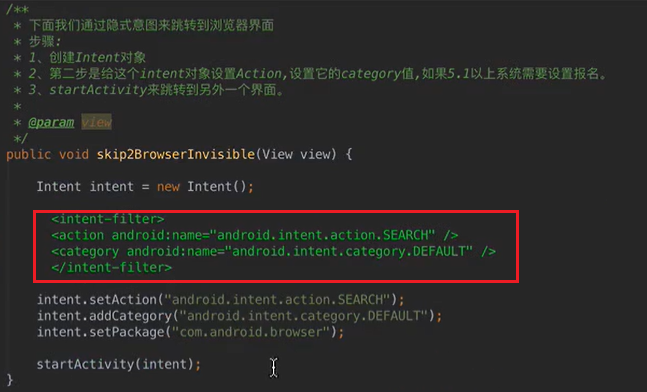 /**
* 下面我们通过隐式意图来跳转到浏览器界面
* 步骤:
* 1、创建Intent对象
* 2、第二步是给这个intent对象设置Action,设置它的category值,如果5.1以上系统需要设置报名。
* 3、startActivity来跳转到另外一个界面。
*
* @param view
*/
public void skip2BrowserInvisible(View view) {
Intent intent = new Intent();
<intent-filter>
<action android:name="android.intent.action.SEARCH" />
<category android:name="android.intent.category.DEFAULT" />
</intent-filter>
intent.setAction("android.intent.action.SEARCH");
intent.addCategory("android.intent.category.DEFAULT");
intent.setPackage("com.android.browser");
startActivity(intent);
}